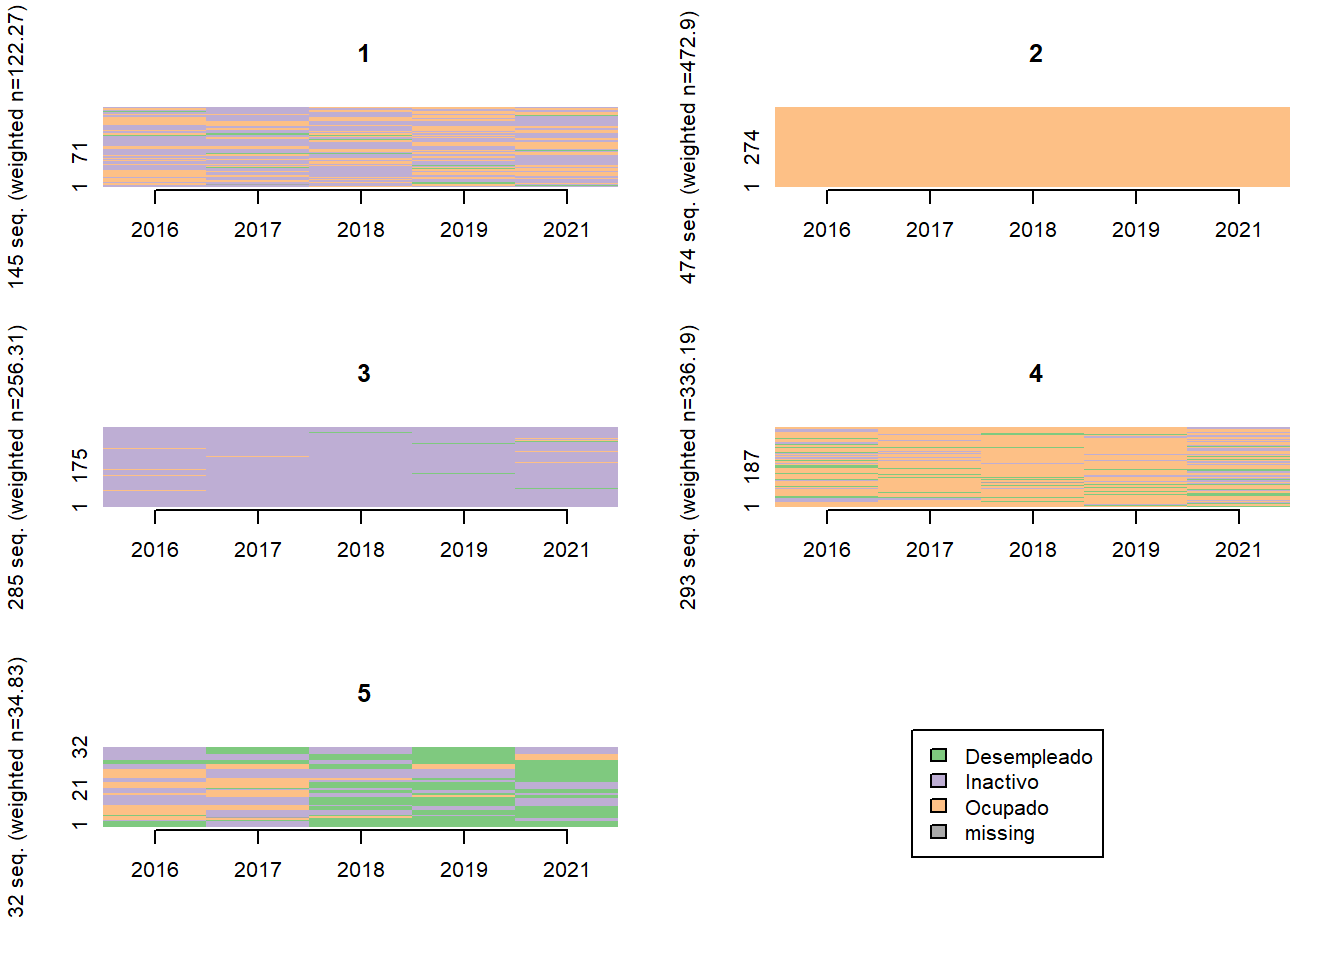 1
145 seq. (weighted n=122.27)
1 71
2016 2017 2018 2019 2021
2
474 seq. (weighted n=472.9)
1 274
2016 2017 2018 2019 2021
3
285 seq. (weighted n=256.31)
1 175
2016 2017 2018 2019 2021
4
293 seq. (weighted n=336.19)
1 187
2016 2017 2018 2019 2021
5
32 seq. (weighted n=34.83)
1 21 32
2016 2017 2018 2019 2021
Desempleado
Inactivo
Ocupado
missing